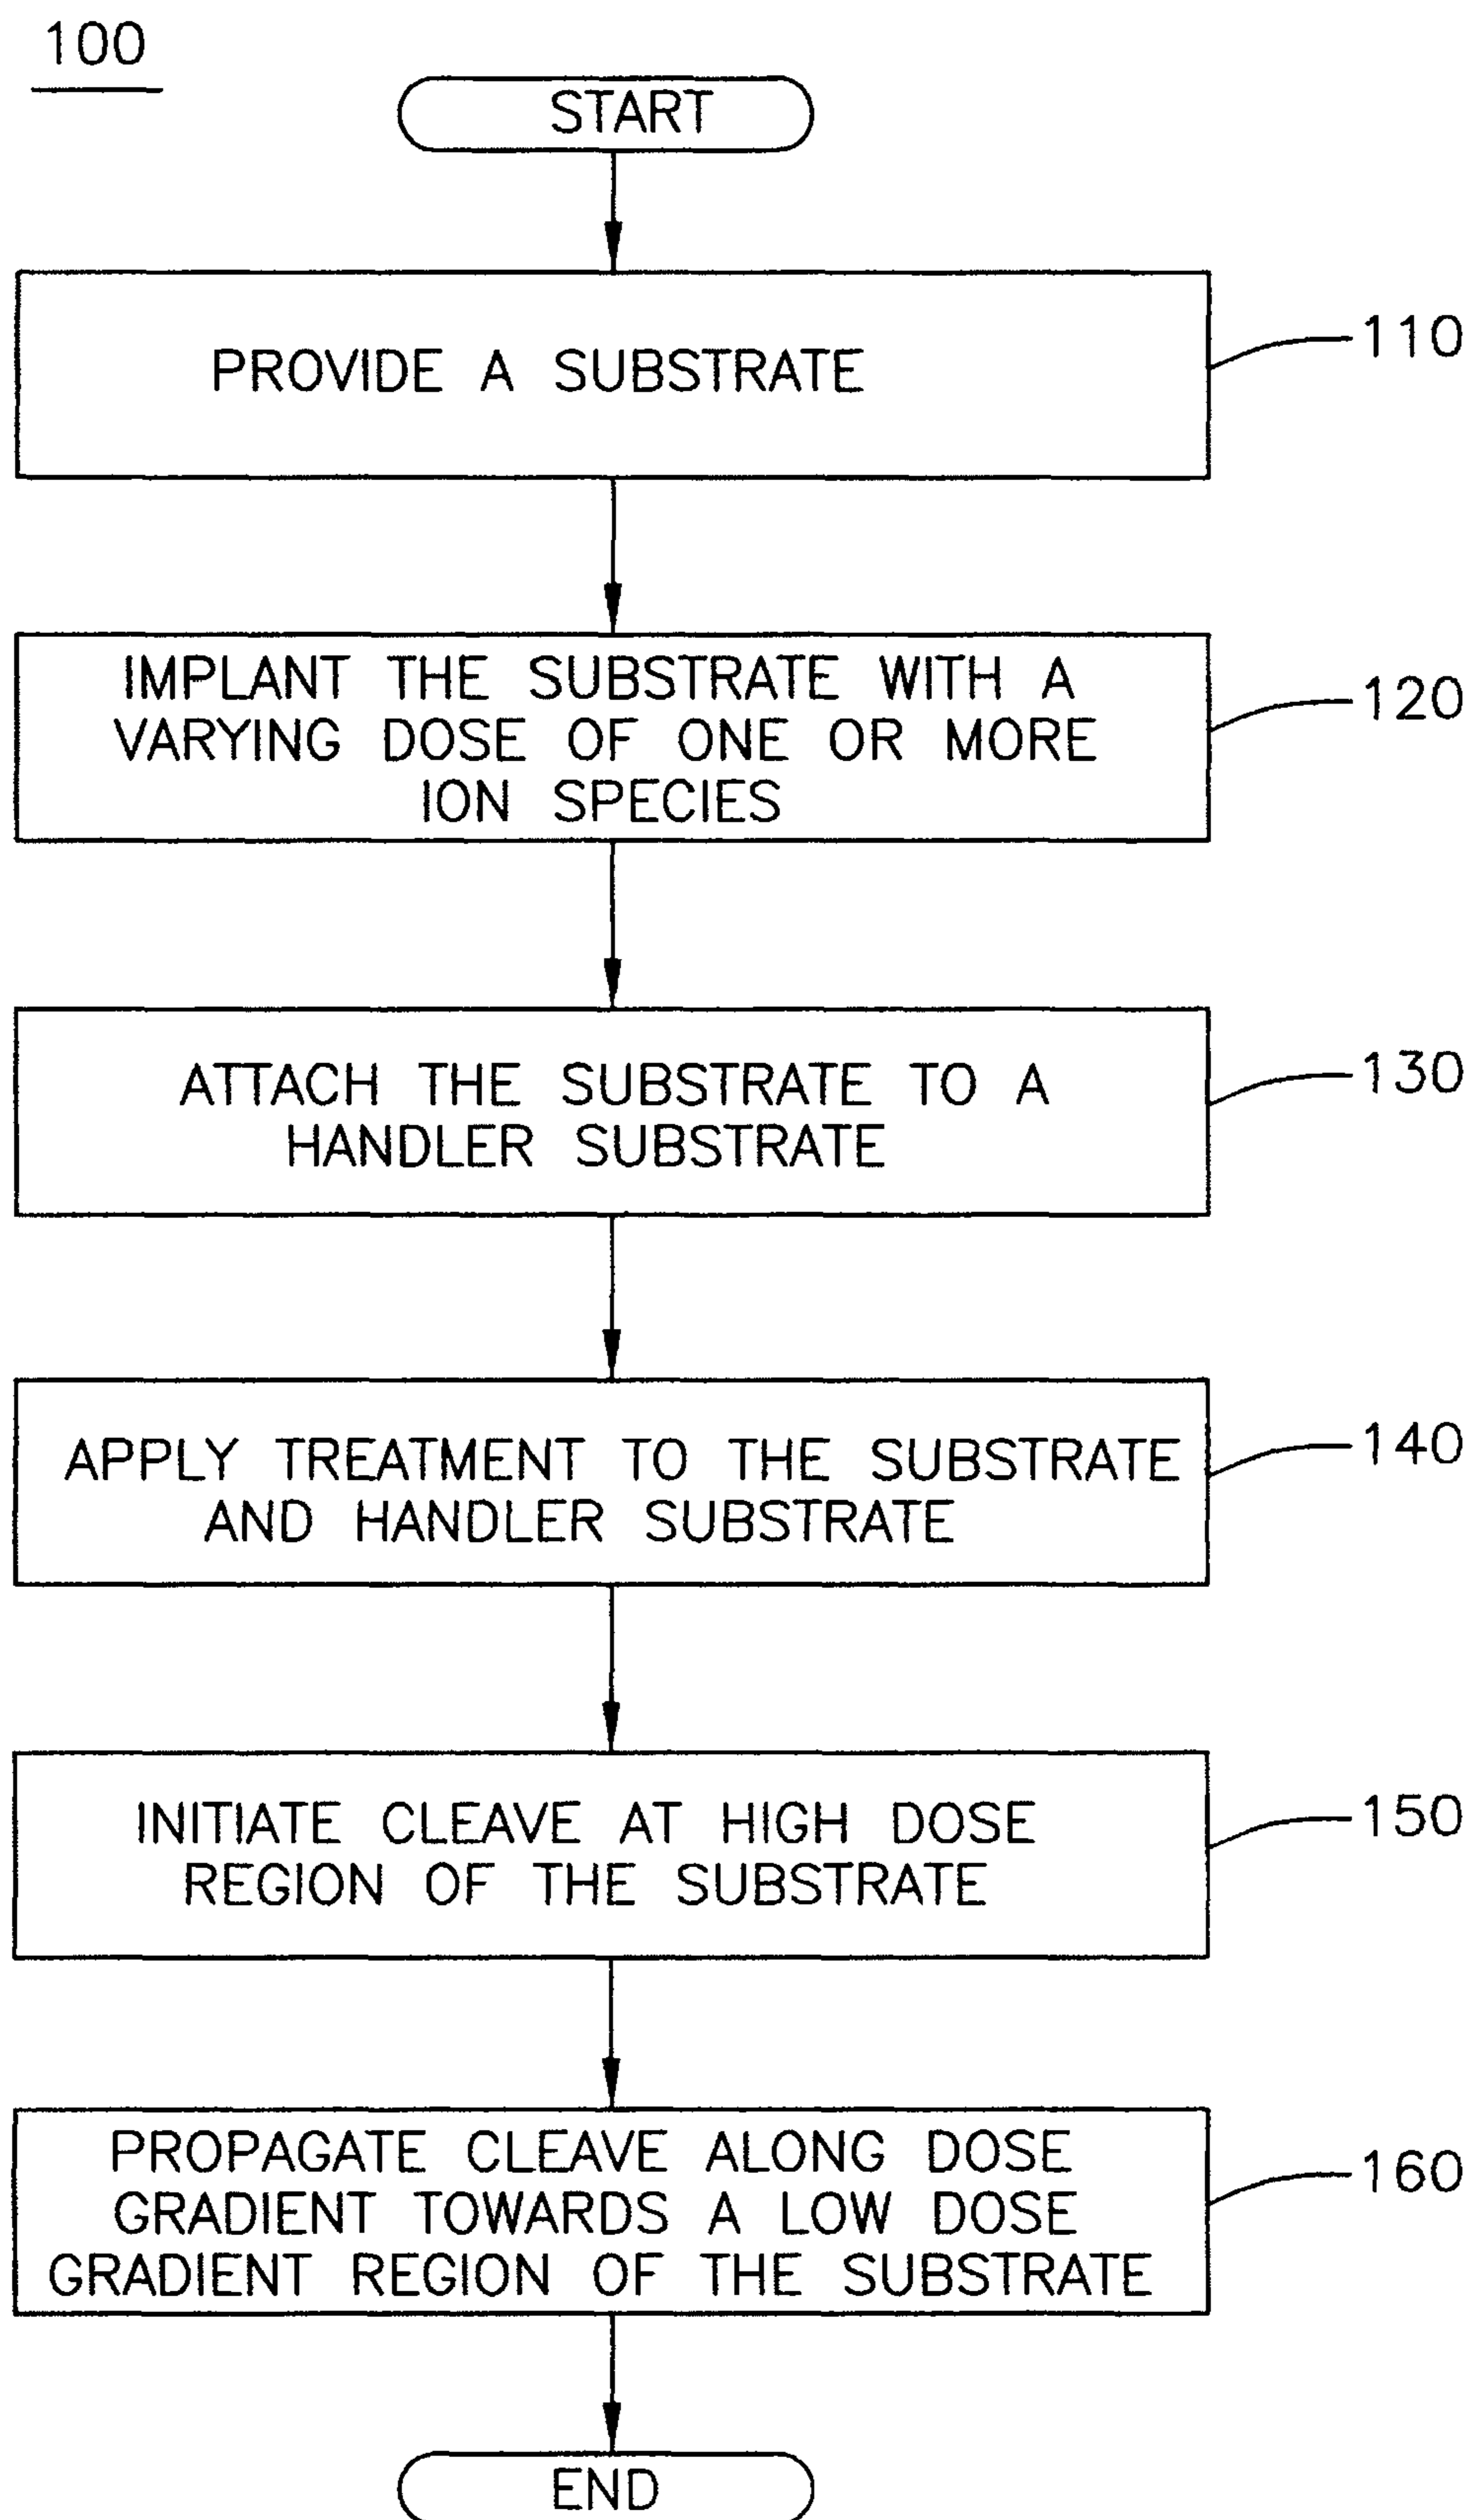 100
START
PROVIDE A SUBSTRATE
110
IMPLANT THE SUBSTRATE WITH A
VARYING DOSE OF ONE OR MORE
ION SPECIES
120
ATTACH THE SUBSTRATE TO A
HANDLER SUBSTRATE
130
APPLY TREATMENT TO THE SUBSTRATE
AND HANDLER SUBSTRATE
140
INITIATE CLEAVE AT HIGH DOSE
REGION OF THE SUBSTRATE
150
PROPAGATE CLEAVE ALONG DOSE
GRADIENT TOWARDS A LOW DOSE
GRADIENT REGION OF THE SUBSTRATE
160
END